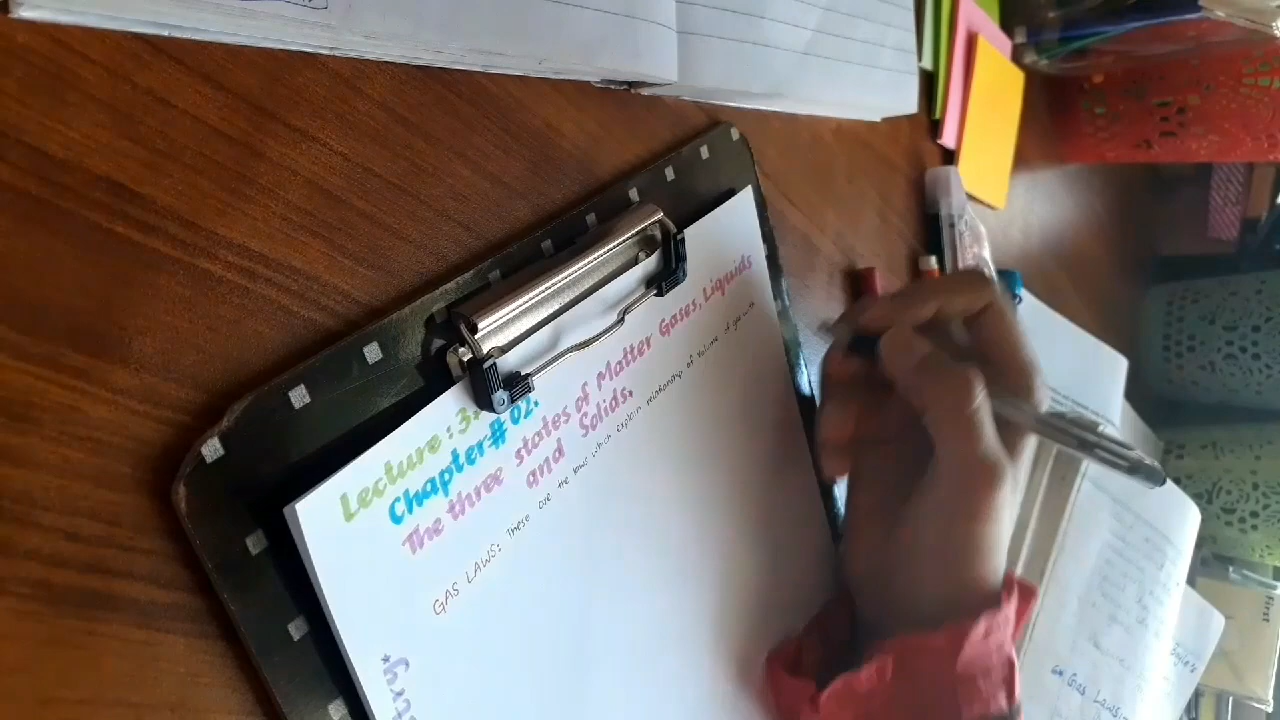 Lecture: 3*
Chapter# 02:
The three states of Matter Gases, Liquids
and Solids.
GAS LAWS: These are the laws which explain relationship of Volume of gas with
First
Gas Laws: